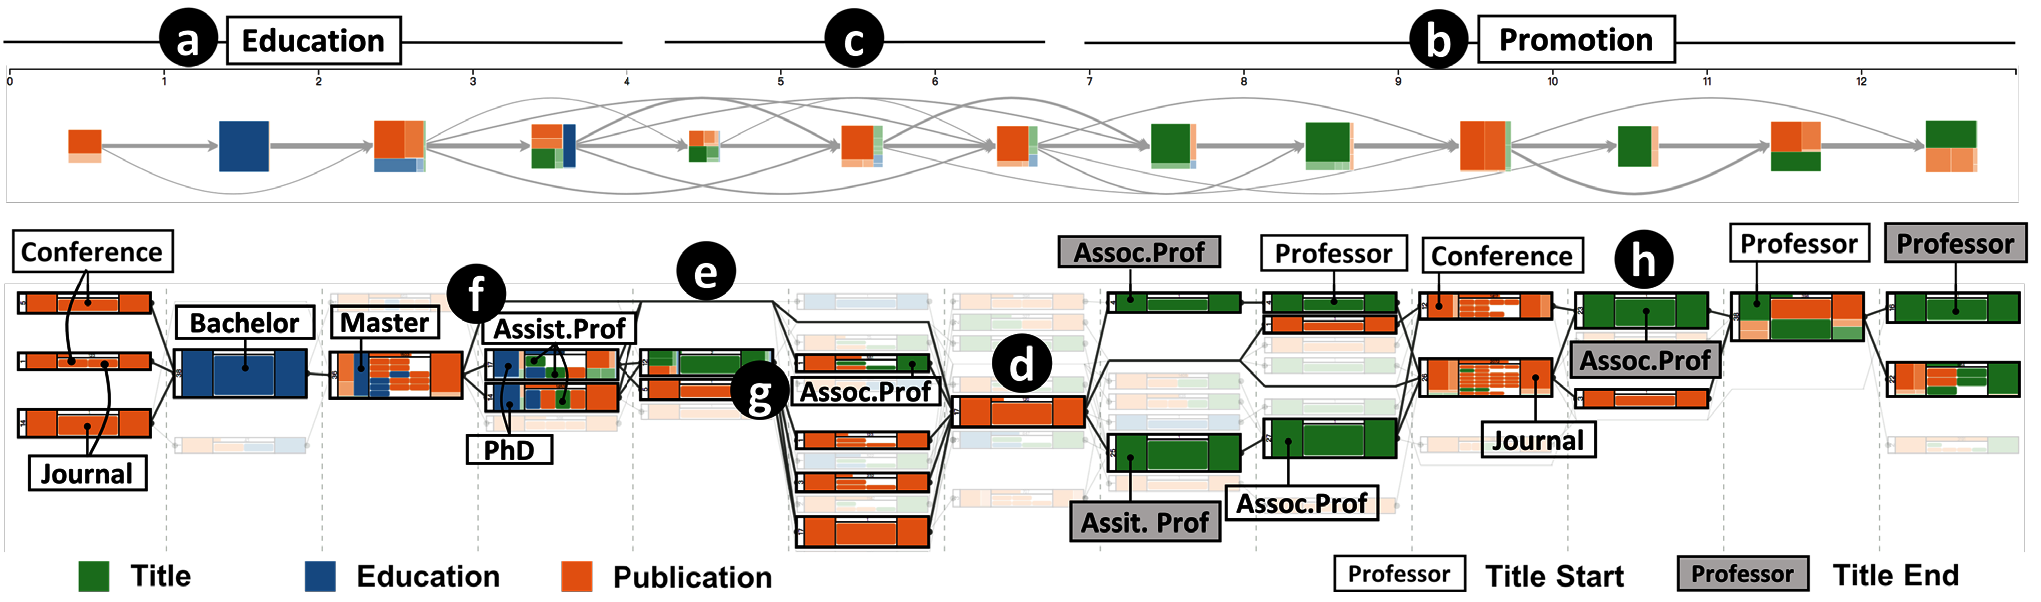 a Education c b Promotion
0 1 2 3 4 5 6 7 8 9 10 11 12
Conference
Bachelor
Master
f
e
Assist.Prof
g
Assoc.Prof
d
Assoc.Prof
Professor
Conference
h
Professor
Professor
Assoc.Prof
Journal
PhD
Assit. Prof
Assoc.Prof
Journal
Title Education Publication Professor Title Start Professor Title End